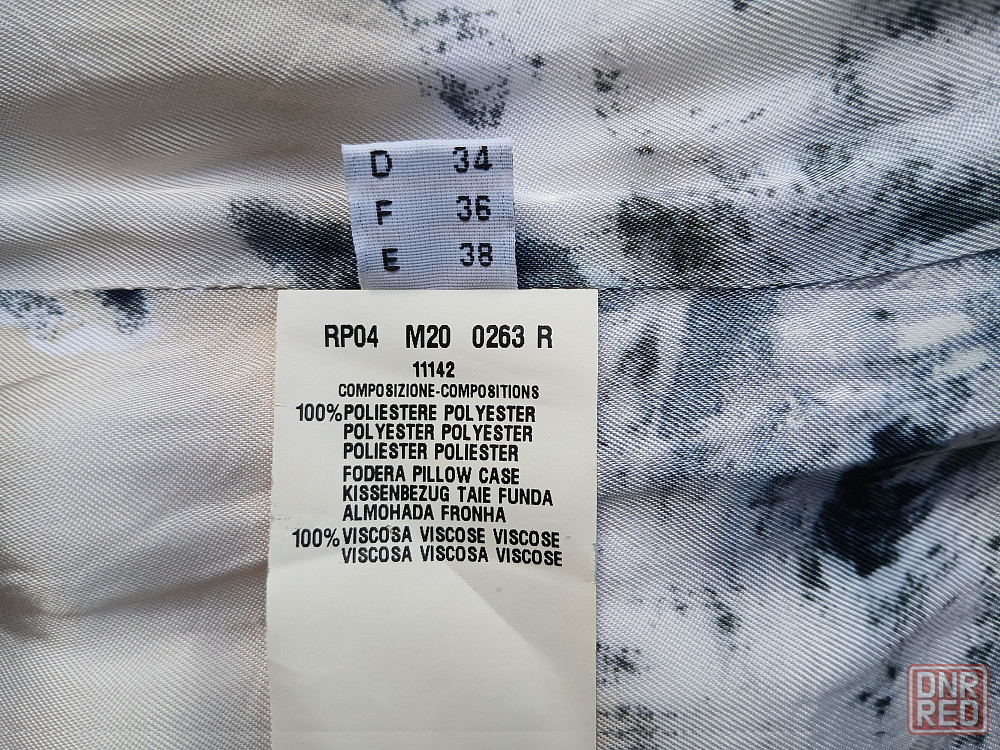 D 34
F 36
E 38
RP04 M20 0263 R
11142
COMPOSIZIONE-COMPOSITIONS
100% POLIESTERE POLYESTER
POLYESTER POLYESTER
POLIESTER POLIESTER
FODERA PILLOW CASE
KISSENBEZUG TAIE FUNDA
ALMOHADA FRONHA
100% VISCOSA VISCOSE VISCOSE
VISCOSA VISCOSA VISCOSE
DNR
RED